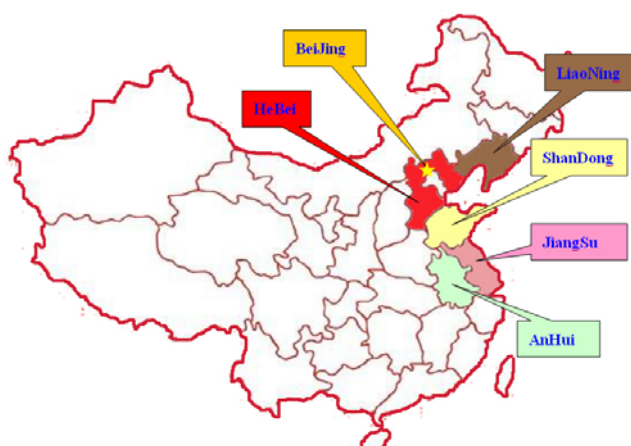 BeiJing
LiaoNing
HeBei
ShanDong
JiangSu
AnHui